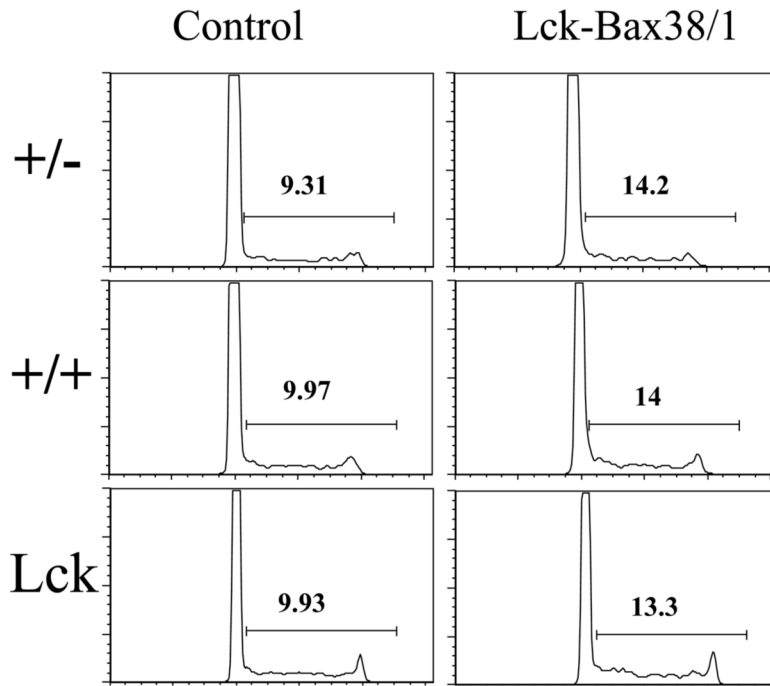 Control Lck-Bax38/1
+/- 9.31 14.2
+/+ 9.97 14
Lck 9.93 13.3